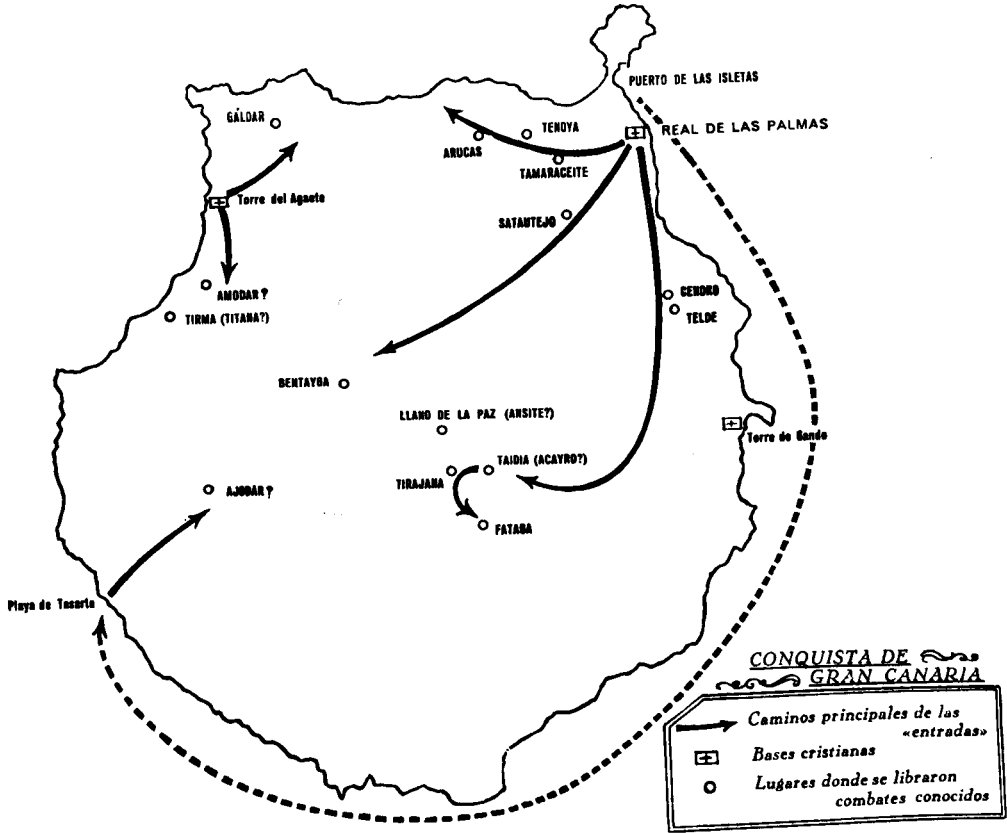 PUERTO DE LAS ISLETAS
GÁLDAR
TENOYA
REAL DE LAS PALMAS
ARUCAS
TAMARACEITE
Torre del Agaete
SATAUTEJO
CENDRO
AMODAR?
TELDE
TIRMA (TITANA?)
BENTAYGA
LLANO DE LA PAZ (ANSITE?)
Torre de Gando
TAIDIA (ACAYRO?)
TIRAJANA
AJODAR?
FATAGA
Playa de Tasarte
CONQUISTA DE
GRAN CANARIA
Caminos principales de las
«entradas»
Bases cristianas
Lugares donde se libraron
combates conocidos